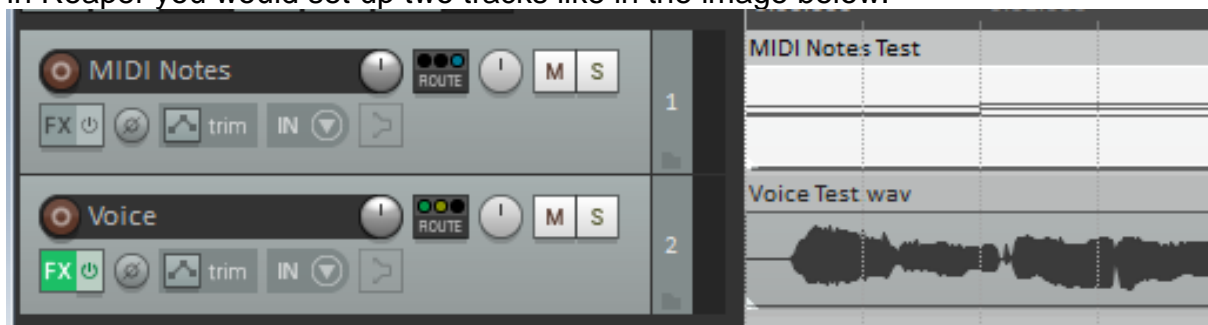 in Reaper you would set up two tracks like in the image below.
MIDI Notes
ROUTE
M
S
FX
trim
IN
1
MIDI Notes Test
Voice
ROUTE
M
S
FX
trim
IN
2
Voice Test.wav